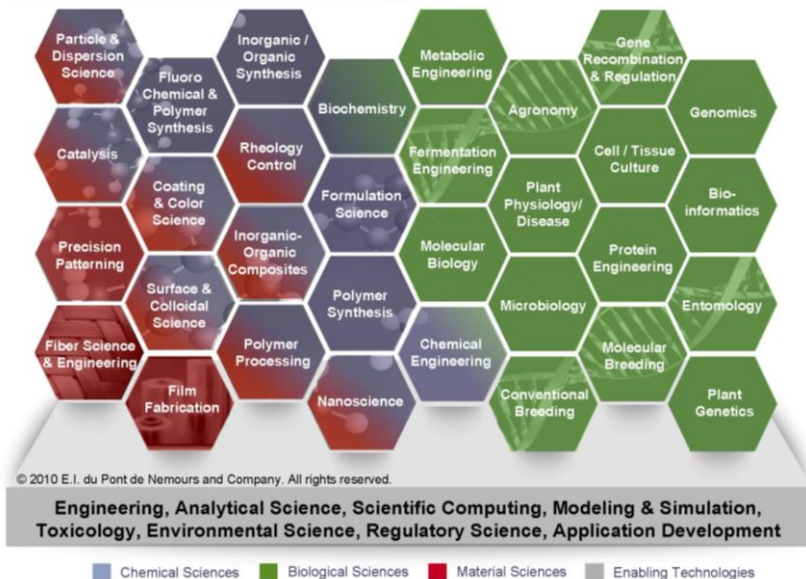 Particle &
Dispersion
Science
Fluoro
Chemical &
Polymer
Synthesis
Inorganic /
Organic
Synthesis
Biochemistry
Metabolic
Engineering
Agronomy
Gene
Recombination
& Regulation
Genomics
Catalysis
Coating
& Color
Science
Rheology
Control
Formulation
Science
Fermentation
Engineering
Plant
Physiology/
Disease
Cell / Tissue
Culture
Bio-
informatics
Precision
Patterning
Surface &
Colloidal
Science
Inorganic-
Organic
Composites
Polymer
Synthesis
Molecular
Biology
Microbiology
Protein
Engineering
Entomology
Fiber Science
& Engineering
Film
Fabrication
Polymer
Processing
Nanoscience
Chemical
Engineering
Conventional
Breeding
Molecular
Breeding
Plant
Genetics
© 2010 E.I. du Pont de Nemours and Company. All rights reserved.
Engineering, Analytical Science, Scientific Computing, Modeling & Simulation,
Toxicology, Environmental Science, Regulatory Science, Application Development
Chemical Sciences Biological Sciences Material Sciences Enabling Technologies